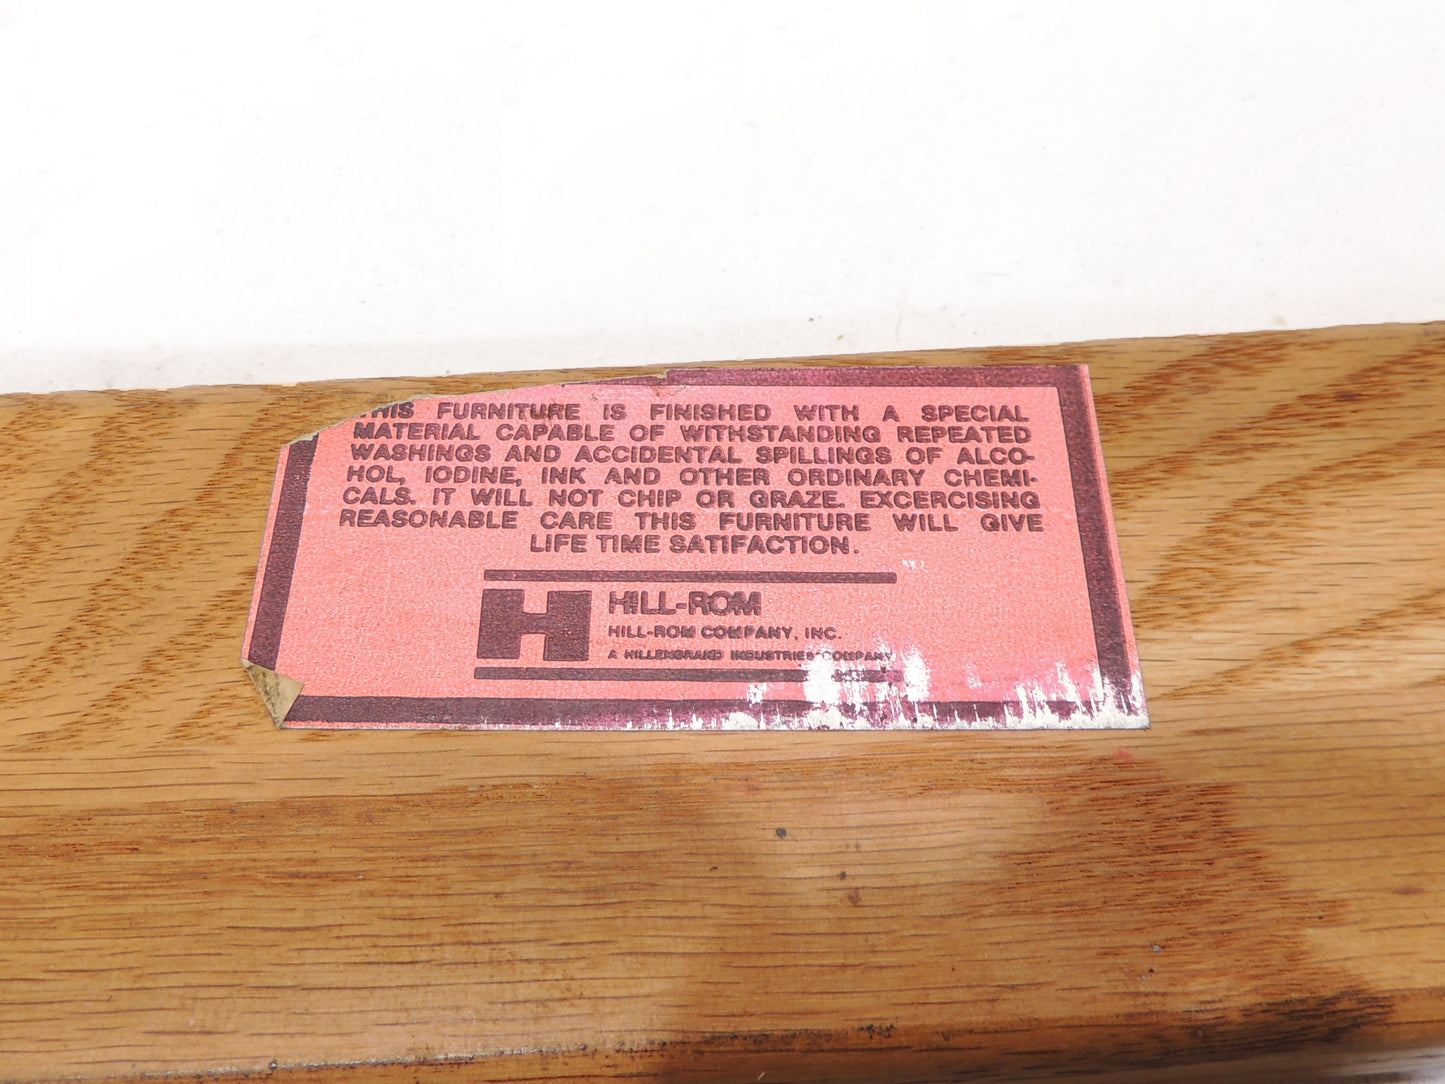 THIS FURNITURE IS FINISHED WITH A SPECIAL
MATERIAL CAPABLE OF WITHSTANDING REPEATED
WASHINGS AND ACCIDENTAL SPILLINGS OF ALCO-
HOL, IODINE, INK AND OTHER ORDINARY CHEMI-
CALS. IT WILL NOT CHIP OR GRAZE. EXCERCISING
REASONABLE CARE THIS FURNITURE WILL GIVE
LIFE TIME SATIFACTION.
H HILL-ROM
HILL-ROM COMPANY, INC.
A HILLENBRAND INDUSTRIES COMPANY